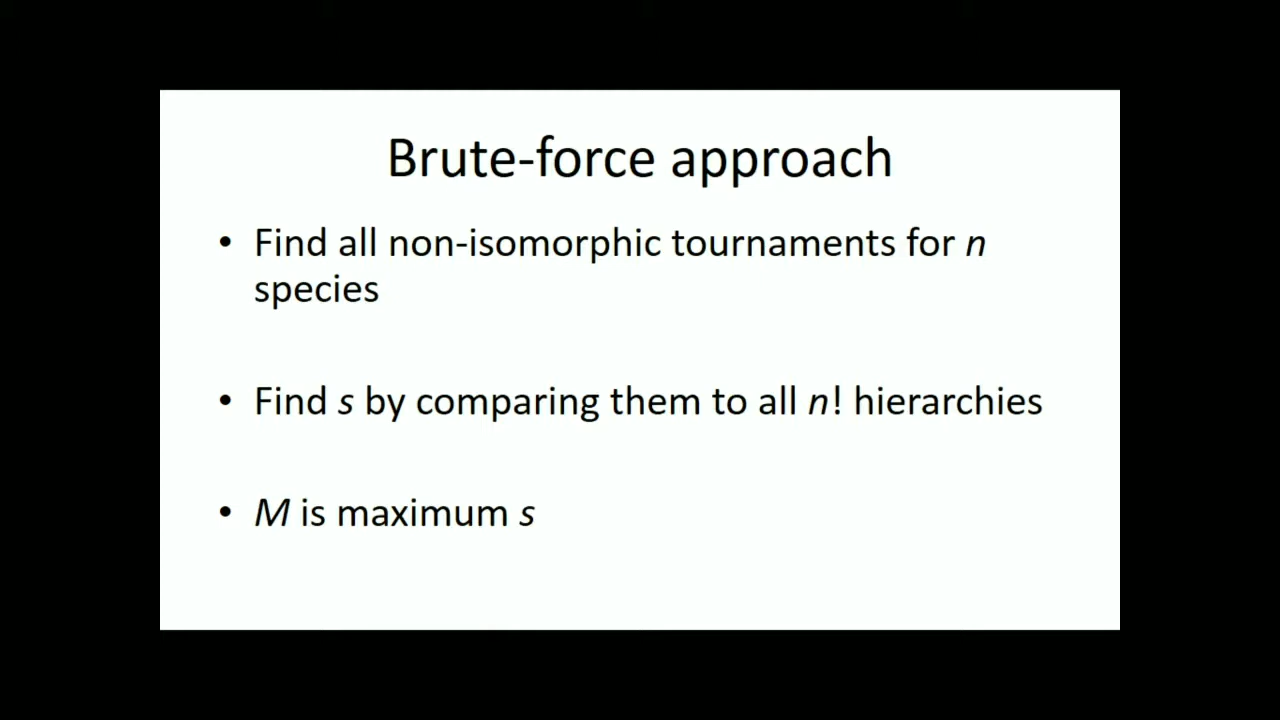 Brute-force approach
• Find all non-isomorphic tournaments for n
species
• Find s by comparing them to all n! hierarchies
• M is maximum s